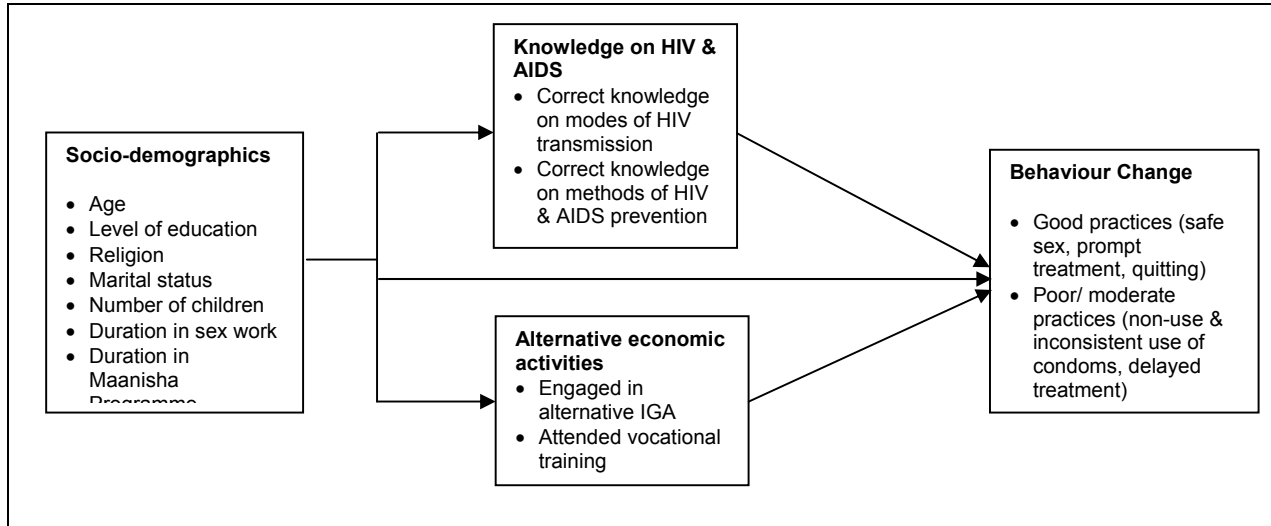 Socio-demographics
• Age
• Level of education
• Religion
• Marital status
• Number of children
• Duration in sex work
• Duration in
Maanisha
Programme
Knowledge on HIV &
AIDS
• Correct knowledge
on modes of HIV
transmission
• Correct knowledge
on methods of HIV
& AIDS prevention
Alternative economic
activities
• Engaged in
alternative IGA
• Attended vocational
training
Behaviour Change
• Good practices (safe
sex, prompt
treatment, quitting)
• Poor/ moderate
practices (non-use &
inconsistent use of
condoms, delayed
treatment)